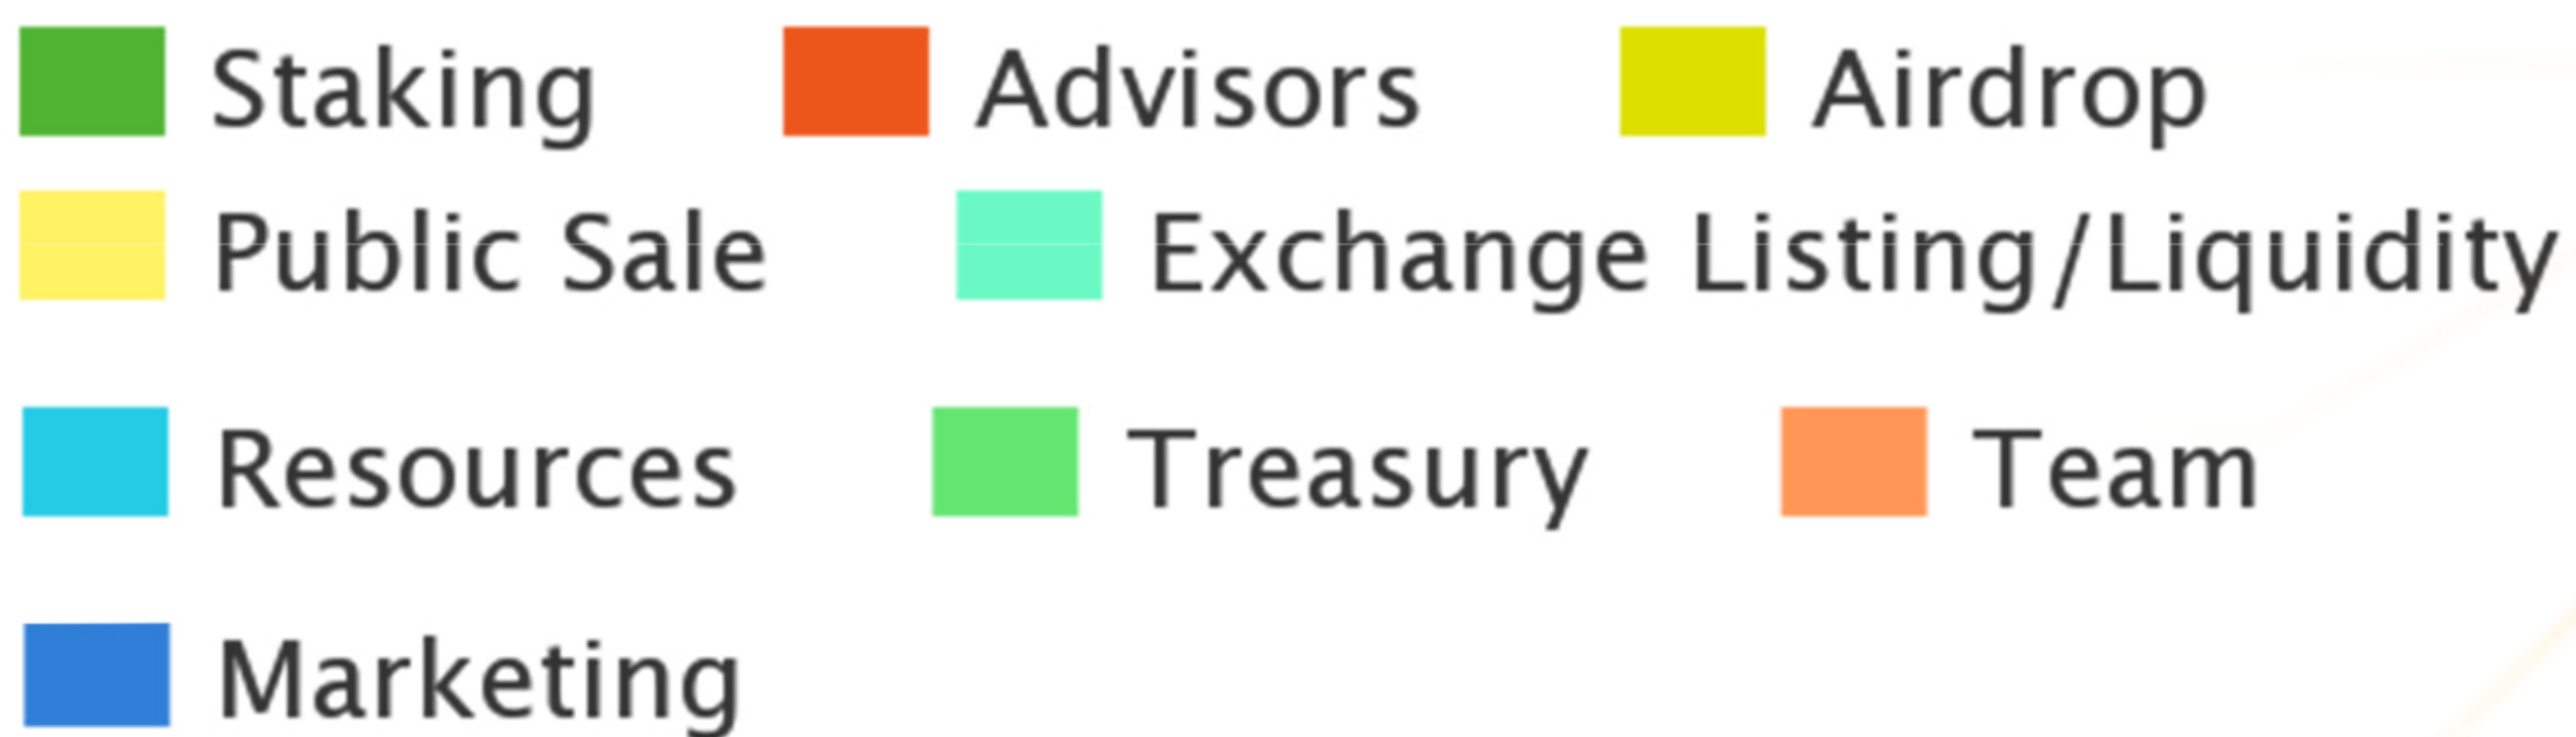 Staking Advisors Airdrop
Public Sale Exchange Listing/Liquidity
Resources Treasury Team
Marketing